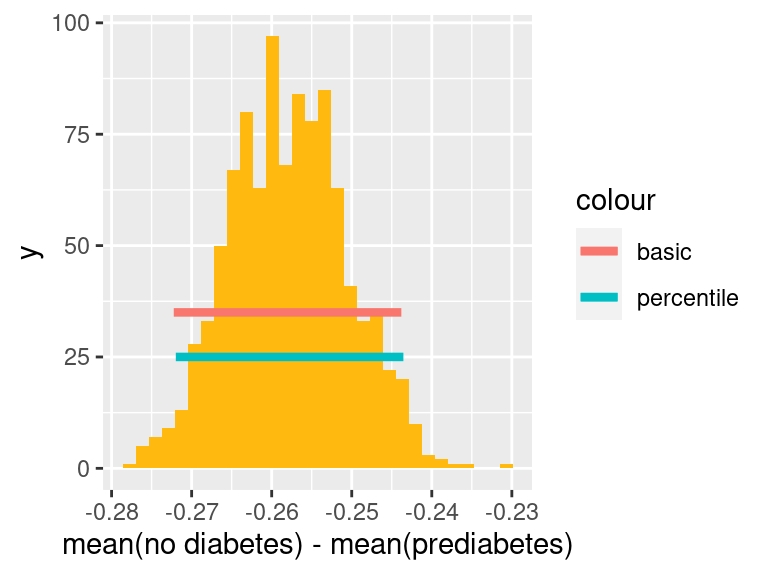 100
75
50
25
0
y
-0.28 -0.27 -0.26 -0.25 -0.24 -0.23
mean(no diabetes) - mean(prediabetes)
colour
basic
percentile